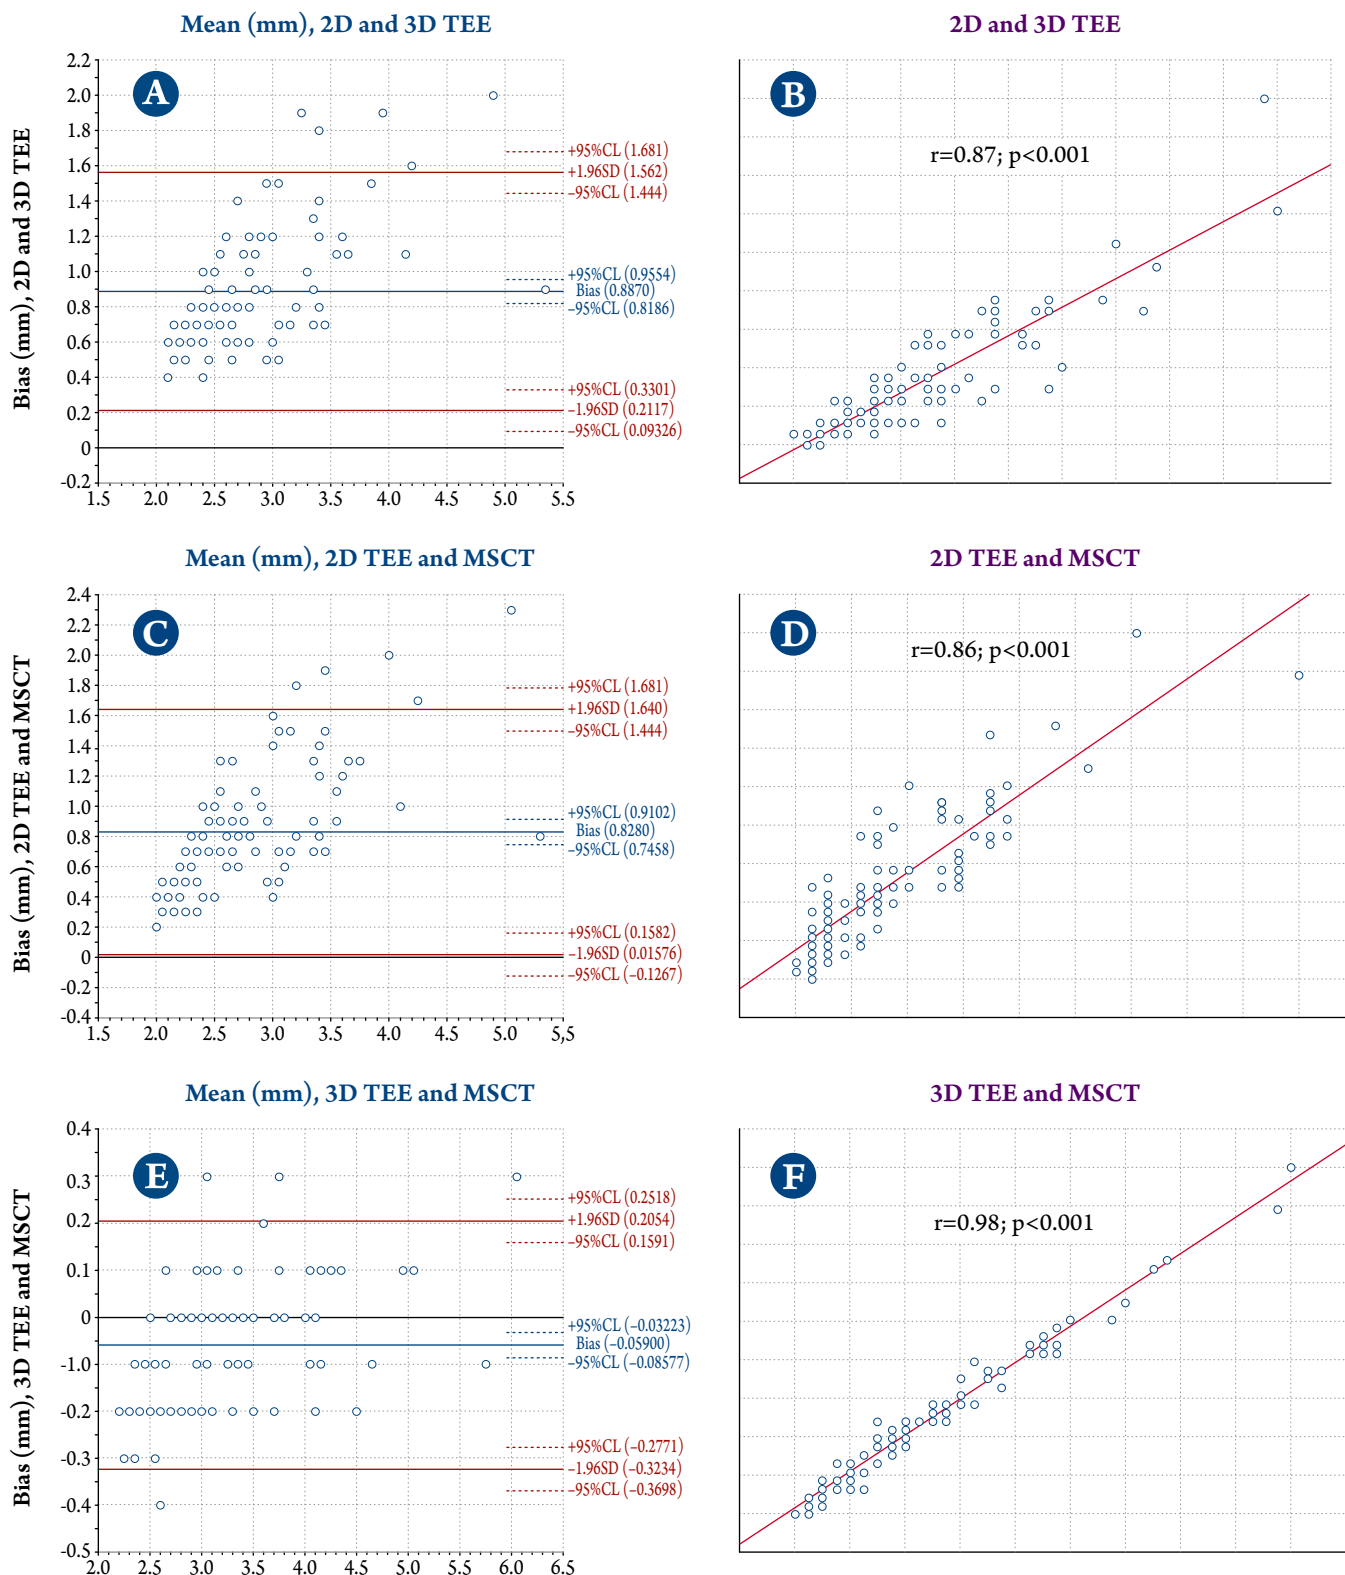 Mean (mm), 2D and 3D TEE
2D and 3D TEE
Bias (mm), 2D and 3D TEE
A
2.2
2.0
1.8
1.6
1.4
1.2
1.0
0.8
0.6
0.4
0.2
0
-0.2
+95%CL (1.681)
+1.96SD (1.562)
–95%CL (1.444)
+95%CL (0.9554)
Bias (0.8870)
–95%CL (0.8186)
+95%CL (0.3301)
–1.96SD (0.2117)
–95%CL (0.09326)
1.5 2.0 2.5 3.0 3.5 4.0 4.5 5.0 5.5
B
r=0.87; p<0.001
Mean (mm), 2D TEE and MSCT
2D TEE and MSCT
Bias (mm), 2D TEE and MSCT
C
2.4
2.2
2.0
1.8
1.6
1.4
1.2
1.0
0.8
0.6
0.4
0.2
0
-0.2
-0.4
+95%CL (1.681)
+1.96SD (1.640)
–95%CL (1.444)
+95%CL (0.9102)
Bias (0.8280)
–95%CL (0.7458)
+95%CL (0.1582)
–1.96SD (0.01576)
–95%CL (–0.1267)
1.5 2.0 2.5 3.0 3.5 4.0 4.5 5.0 5,5
D
r=0.86; p<0.001
Mean (mm), 3D TEE and MSCT
3D TEE and MSCT
Bias (mm), 3D TEE and MSCT
E
0.4
0.3
0.2
0.1
0
-1.0
-0.2
-0.3
-0.4
-0.5
+95%CL (0.2518)
+1.96SD (0.2054)
–95%CL (0.1591)
+95%CL (–0.03223)
Bias (–0.05900)
–95%CL (–0.08577)
+95%CL (–0.2771)
–1.96SD (–0.3234)
–95%CL (–0.3698)
2.0 2.5 3.0 3.5 4.0 4.5 5.0 5.5 6.0 6.5
F
r=0.98; p<0.001